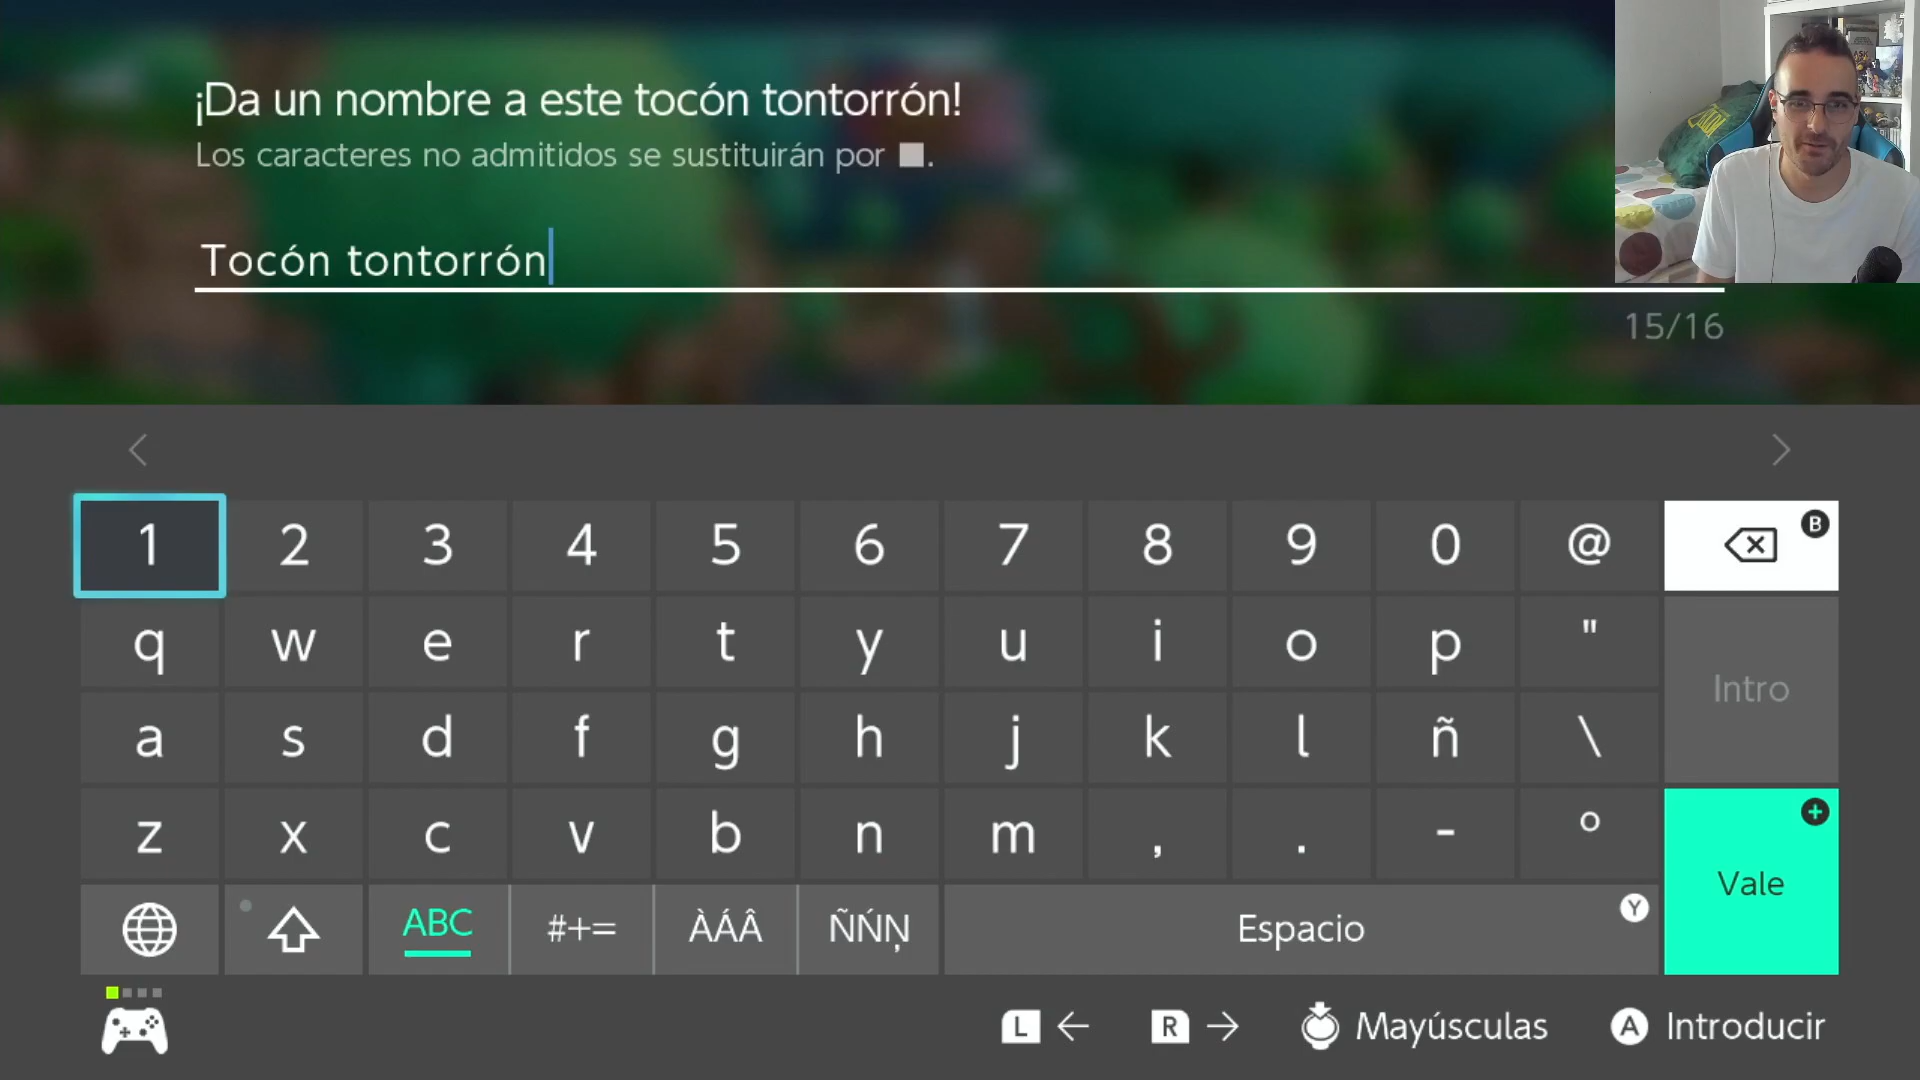 ¡Da un nombre a este tocón tontorrón!
Los caracteres no admitidos se sustituirán por ■.
Tocón tontorrón
15/16
< >
1 2 3 4 5 6 7 8 9 0 @ B
q w e r t y u i o p "
Intro
a s d f g h j k l ñ \
z x c v b n m , . - º
+
Vale
ABC #+= ÀÁÂ ÑŃŅ Espacio Y
L ← R → Mayúsculas A Introducir